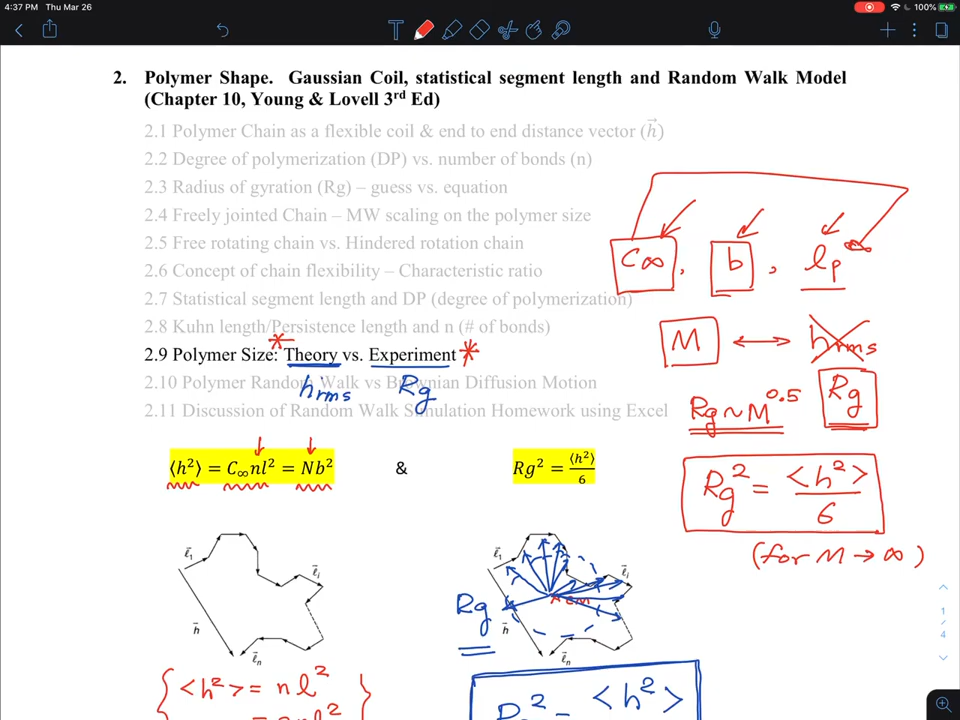 4:37 PM Thu Mar 26
100%
2. Polymer Shape. Gaussian Coil, statistical segment length and Random Walk Model
(Chapter 10, Young & Lovell 3rd Ed)
2.1 Polymer Chain as a flexible coil & end to end distance vector (h⃗)
2.2 Degree of polymerization (DP) vs. number of bonds (n)
2.3 Radius of gyration (Rg) – guess vs. equation
2.4 Freely jointed Chain – MW scaling on the polymer size
2.5 Free rotating chain vs. Hindered rotation chain
2.6 Concept of chain flexibility – Characteristic ratio
2.7 Statistical segment length and DP (degree of polymerization)
2.8 Kuhn length/Persistence length and n (# of bonds)
2.9 Polymer Size: Theory vs. Experiment
2.10 Polymer Random Walk vs Brownian Diffusion Motion
2.11 Discussion of Random Walk Simulation Homework using Excel
hrms Rg
C∞, b, lp∞
M ↔ hrms
Rg ~ M^0.5 Rg
Rg² = <h²>/6
(for M → ∞)
⟨h²⟩ = C∞nl² = Nb² & Rg² = ⟨h²⟩/6
ℓ⃗1 ℓ⃗i h⃗ ℓ⃗n
ℓ⃗1 ℓ⃗i h⃗ ℓ⃗n
Rg
CM
<h²> = nl²
Rg² = <h²>
1
/
4